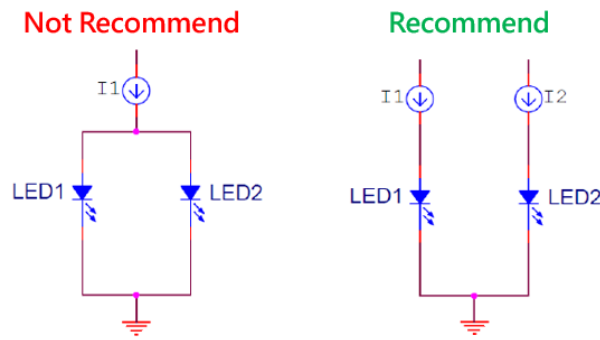 Not Recommend
Recommend
I1
I1
I2
LED1
LED2
LED1
LED2